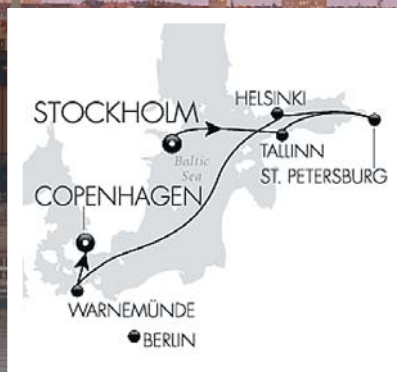 HELSINKI
STOCKHOLM
Baltic
Sea
TALLINN
ST. PETERSBURG
COPENHAGEN
WARNEMÜNDE
BERLIN